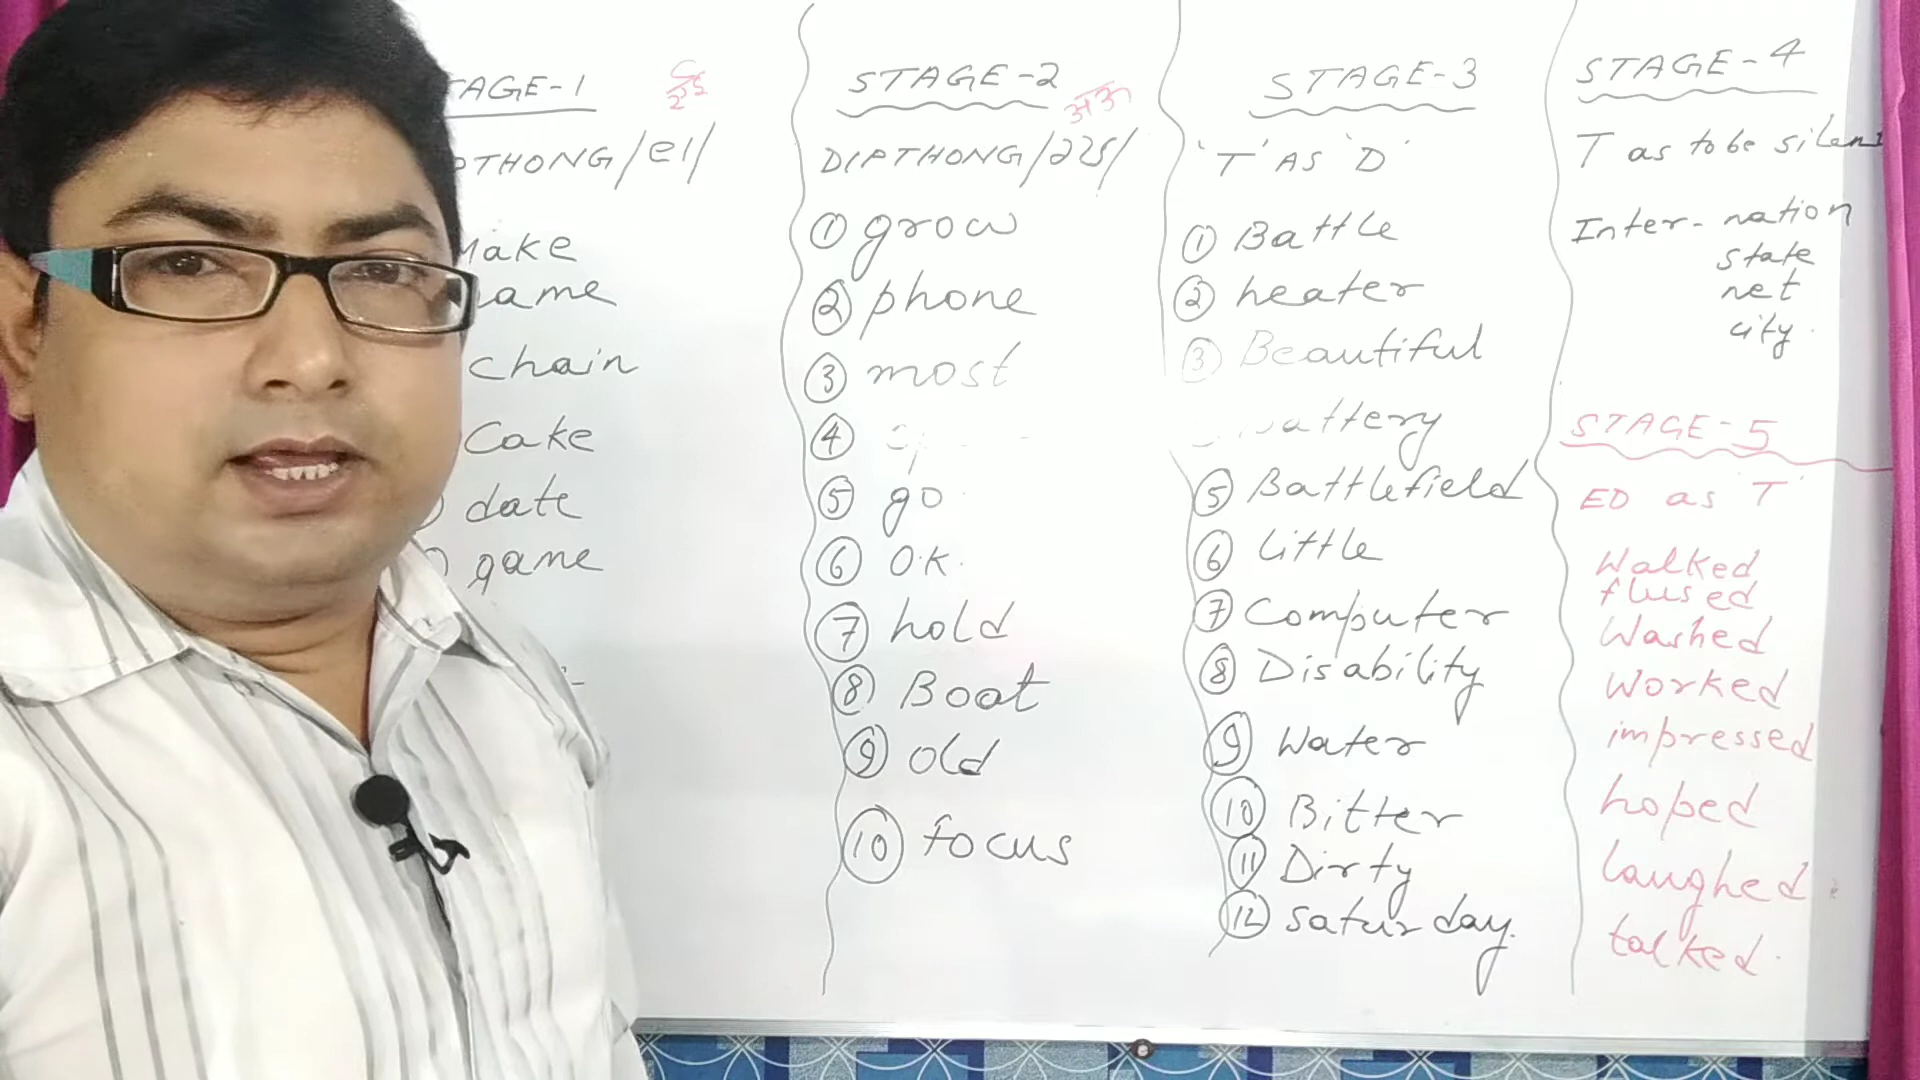 TAGE-1
PTHONG/eI/
Make
ame
chain
Cake
date
game
STAGE-2
अऊ
DIPTHONG/əʊ/
① grow
② phone
③ most
④
⑤ go
⑥ O.K.
⑦ hold
⑧ Boat
⑨ old
⑩ focus
STAGE-3
'T' AS 'D'
① Battle
② heater
③ Beautiful
attery
⑤ Battlefield
⑥ Little
⑦ Computer
⑧ Disability
⑨ Water
⑩ Bitter
⑪ Dirty
⑫ saturday.
STAGE-4
T as to be silent
Inter-nation
state
net
city.
STAGE-5
ED as 'T'
Walked
flused
Washed
Worked
impressed
hoped
laughed
talked.